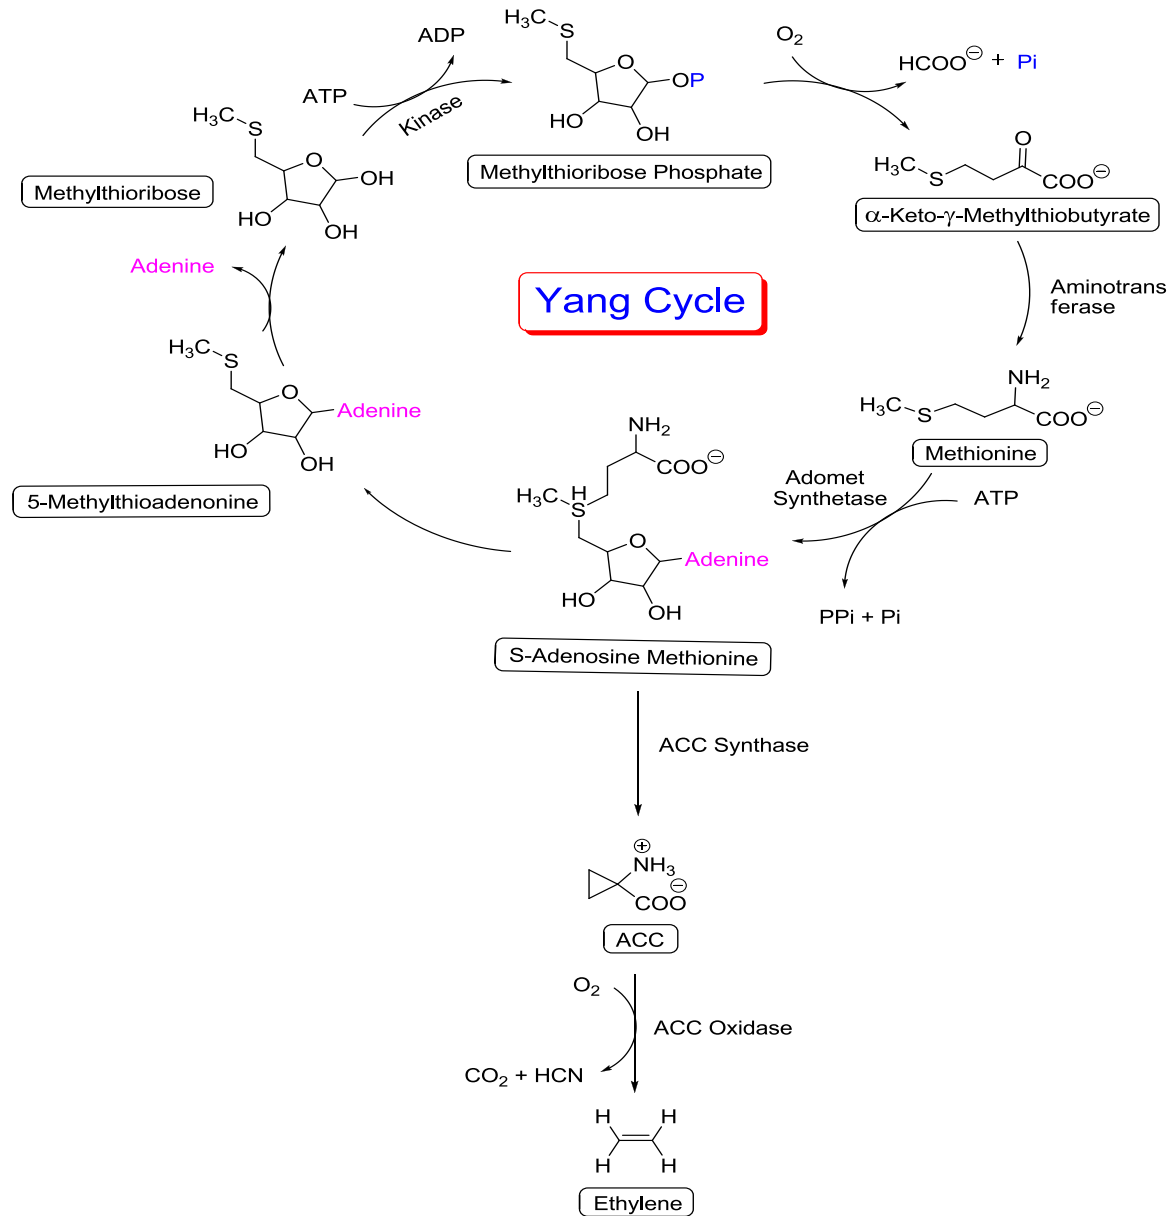 H₃C
S
O
OP
HO
OH
Methylthioribose Phosphate
ADP
ATP
Kinase
O₂
HCOO⊖ + Pi
H₃C
S
O
OH
HO
OH
Methylthioribose
H₃C
S
O
COO⊖
α-Keto-γ-Methylthiobutyrate
Adenine
Yang Cycle
Aminotrans
ferase
H₃C
S
O
Adenine
HO
OH
5-Methylthioadenonine
NH₂
H₃C
S
COO⊖
Methionine
NH₂
COO⊖
H₃C
H
S
O
Adenine
HO
OH
S-Adenosine Methionine
Adomet
Synthetase
ATP
PPi + Pi
ACC Synthase
⊕
NH₃
COO⊖
ACC
O₂
ACC Oxidase
CO₂ + HCN
H H
H H
Ethylene